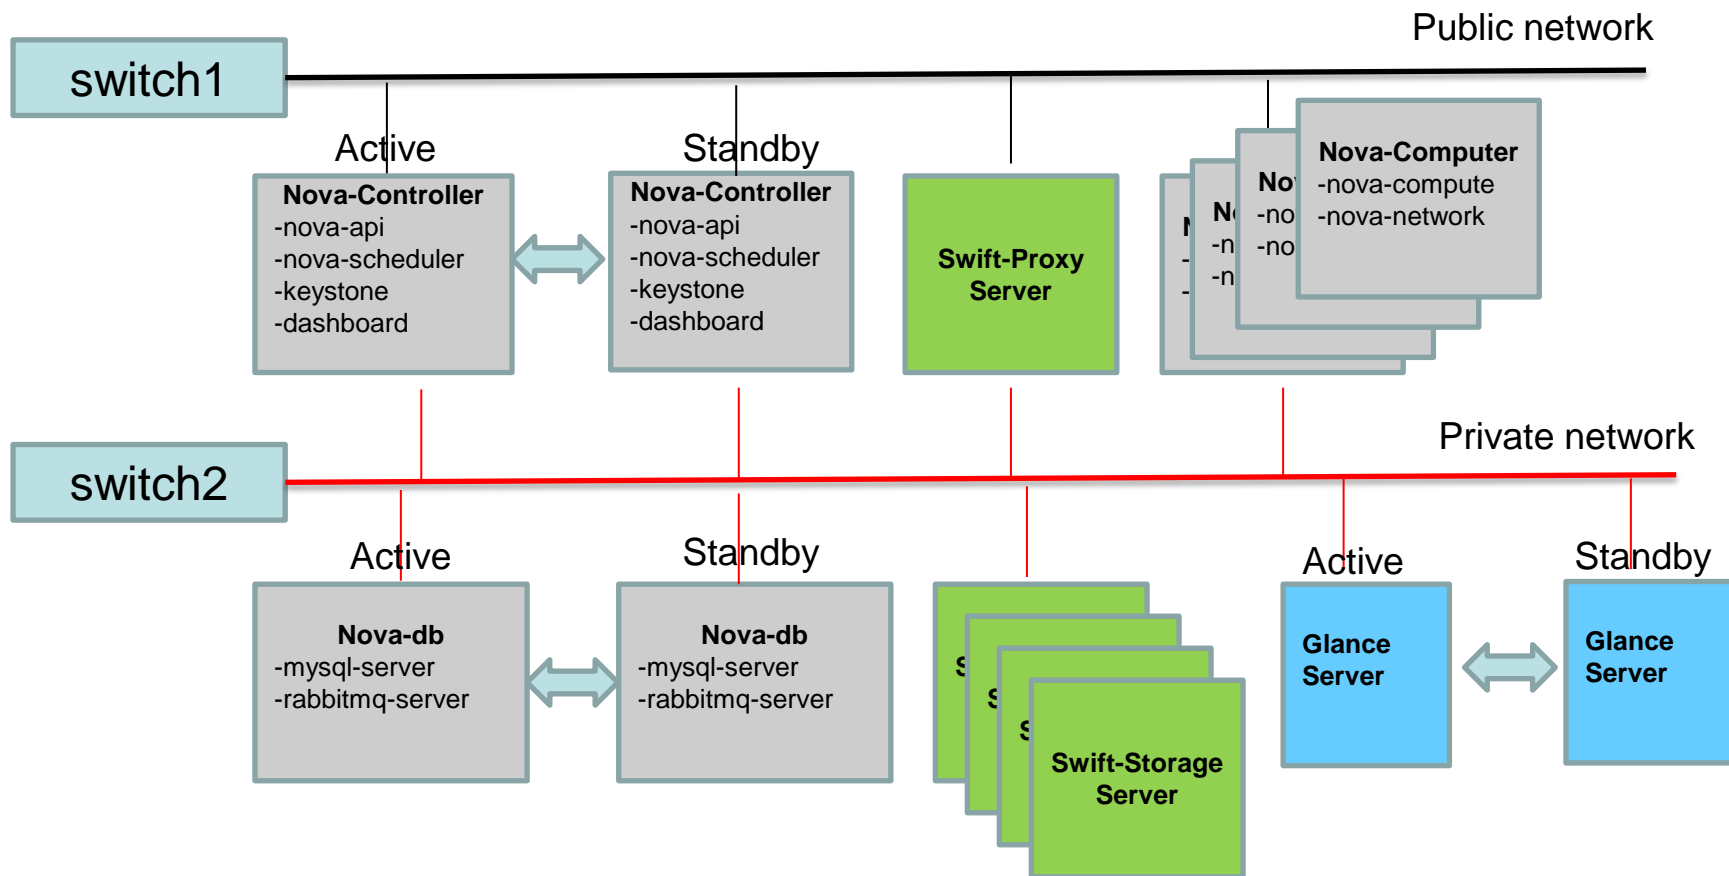 Public network
switch1
Active
Standby
Nova-Controller
-nova-api
-nova-scheduler
-keystone
-dashboard
Nova-Controller
-nova-api
-nova-scheduler
-keystone
-dashboard
Swift-Proxy
Server
Nova-Computer
-nova-compute
-nova-network
Private network
switch2
Active
Standby
Active
Standby
Nova-db
-mysql-server
-rabbitmq-server
Nova-db
-mysql-server
-rabbitmq-server
Swift-Storage
Server
Glance
Server
Glance
Server